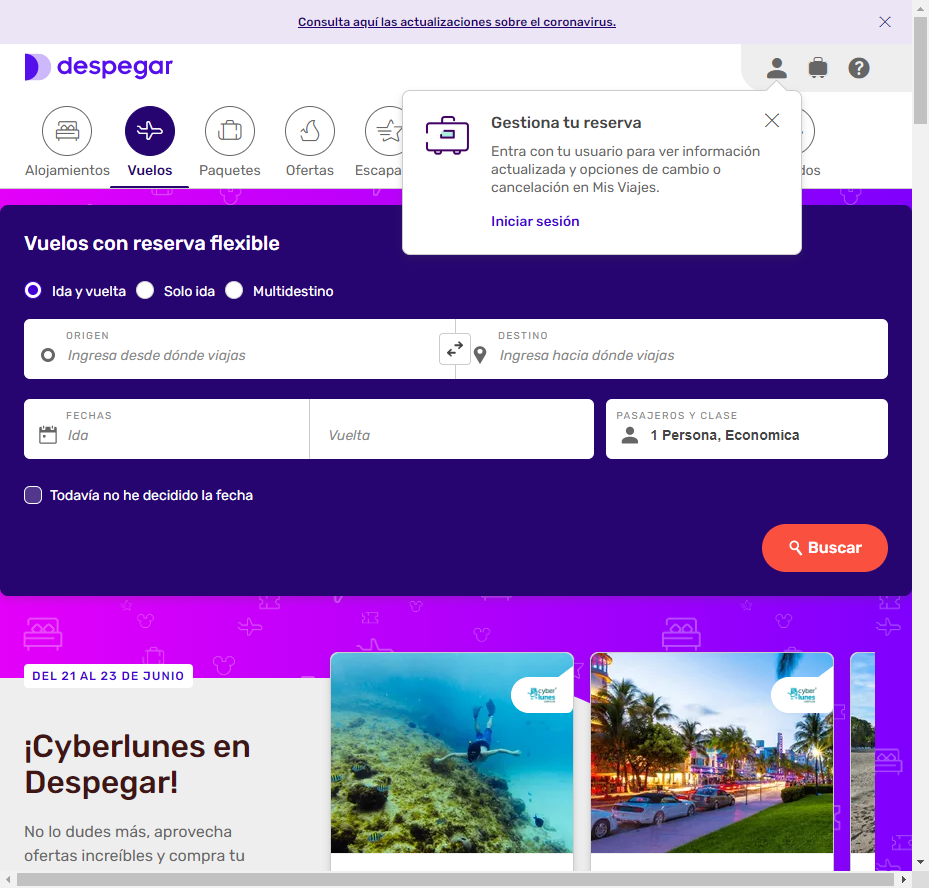 Consulta aquí las actualizaciones sobre el coronavirus.
despegar
Alojamientos
Vuelos
Paquetes
Ofertas
Escapa
dos
Gestiona tu reserva
Entra con tu usuario para ver información
actualizada y opciones de cambio o
cancelación en Mis Viajes.
Iniciar sesión
Vuelos con reserva flexible
Ida y vuelta
Solo ida
Multidestino
ORIGEN
Ingresa desde dónde viajas
DESTINO
Ingresa hacia dónde viajas
FECHAS
Ida
Vuelta
PASAJEROS Y CLASE
1 Persona, Economica
Todavía no he decidido la fecha
Buscar
DEL 21 AL 23 DE JUNIO
¡Cyberlunes en
Despegar!
No lo dudes más, aprovecha
ofertas increíbles y compra tu
cyber
lunes
cyber
lunes